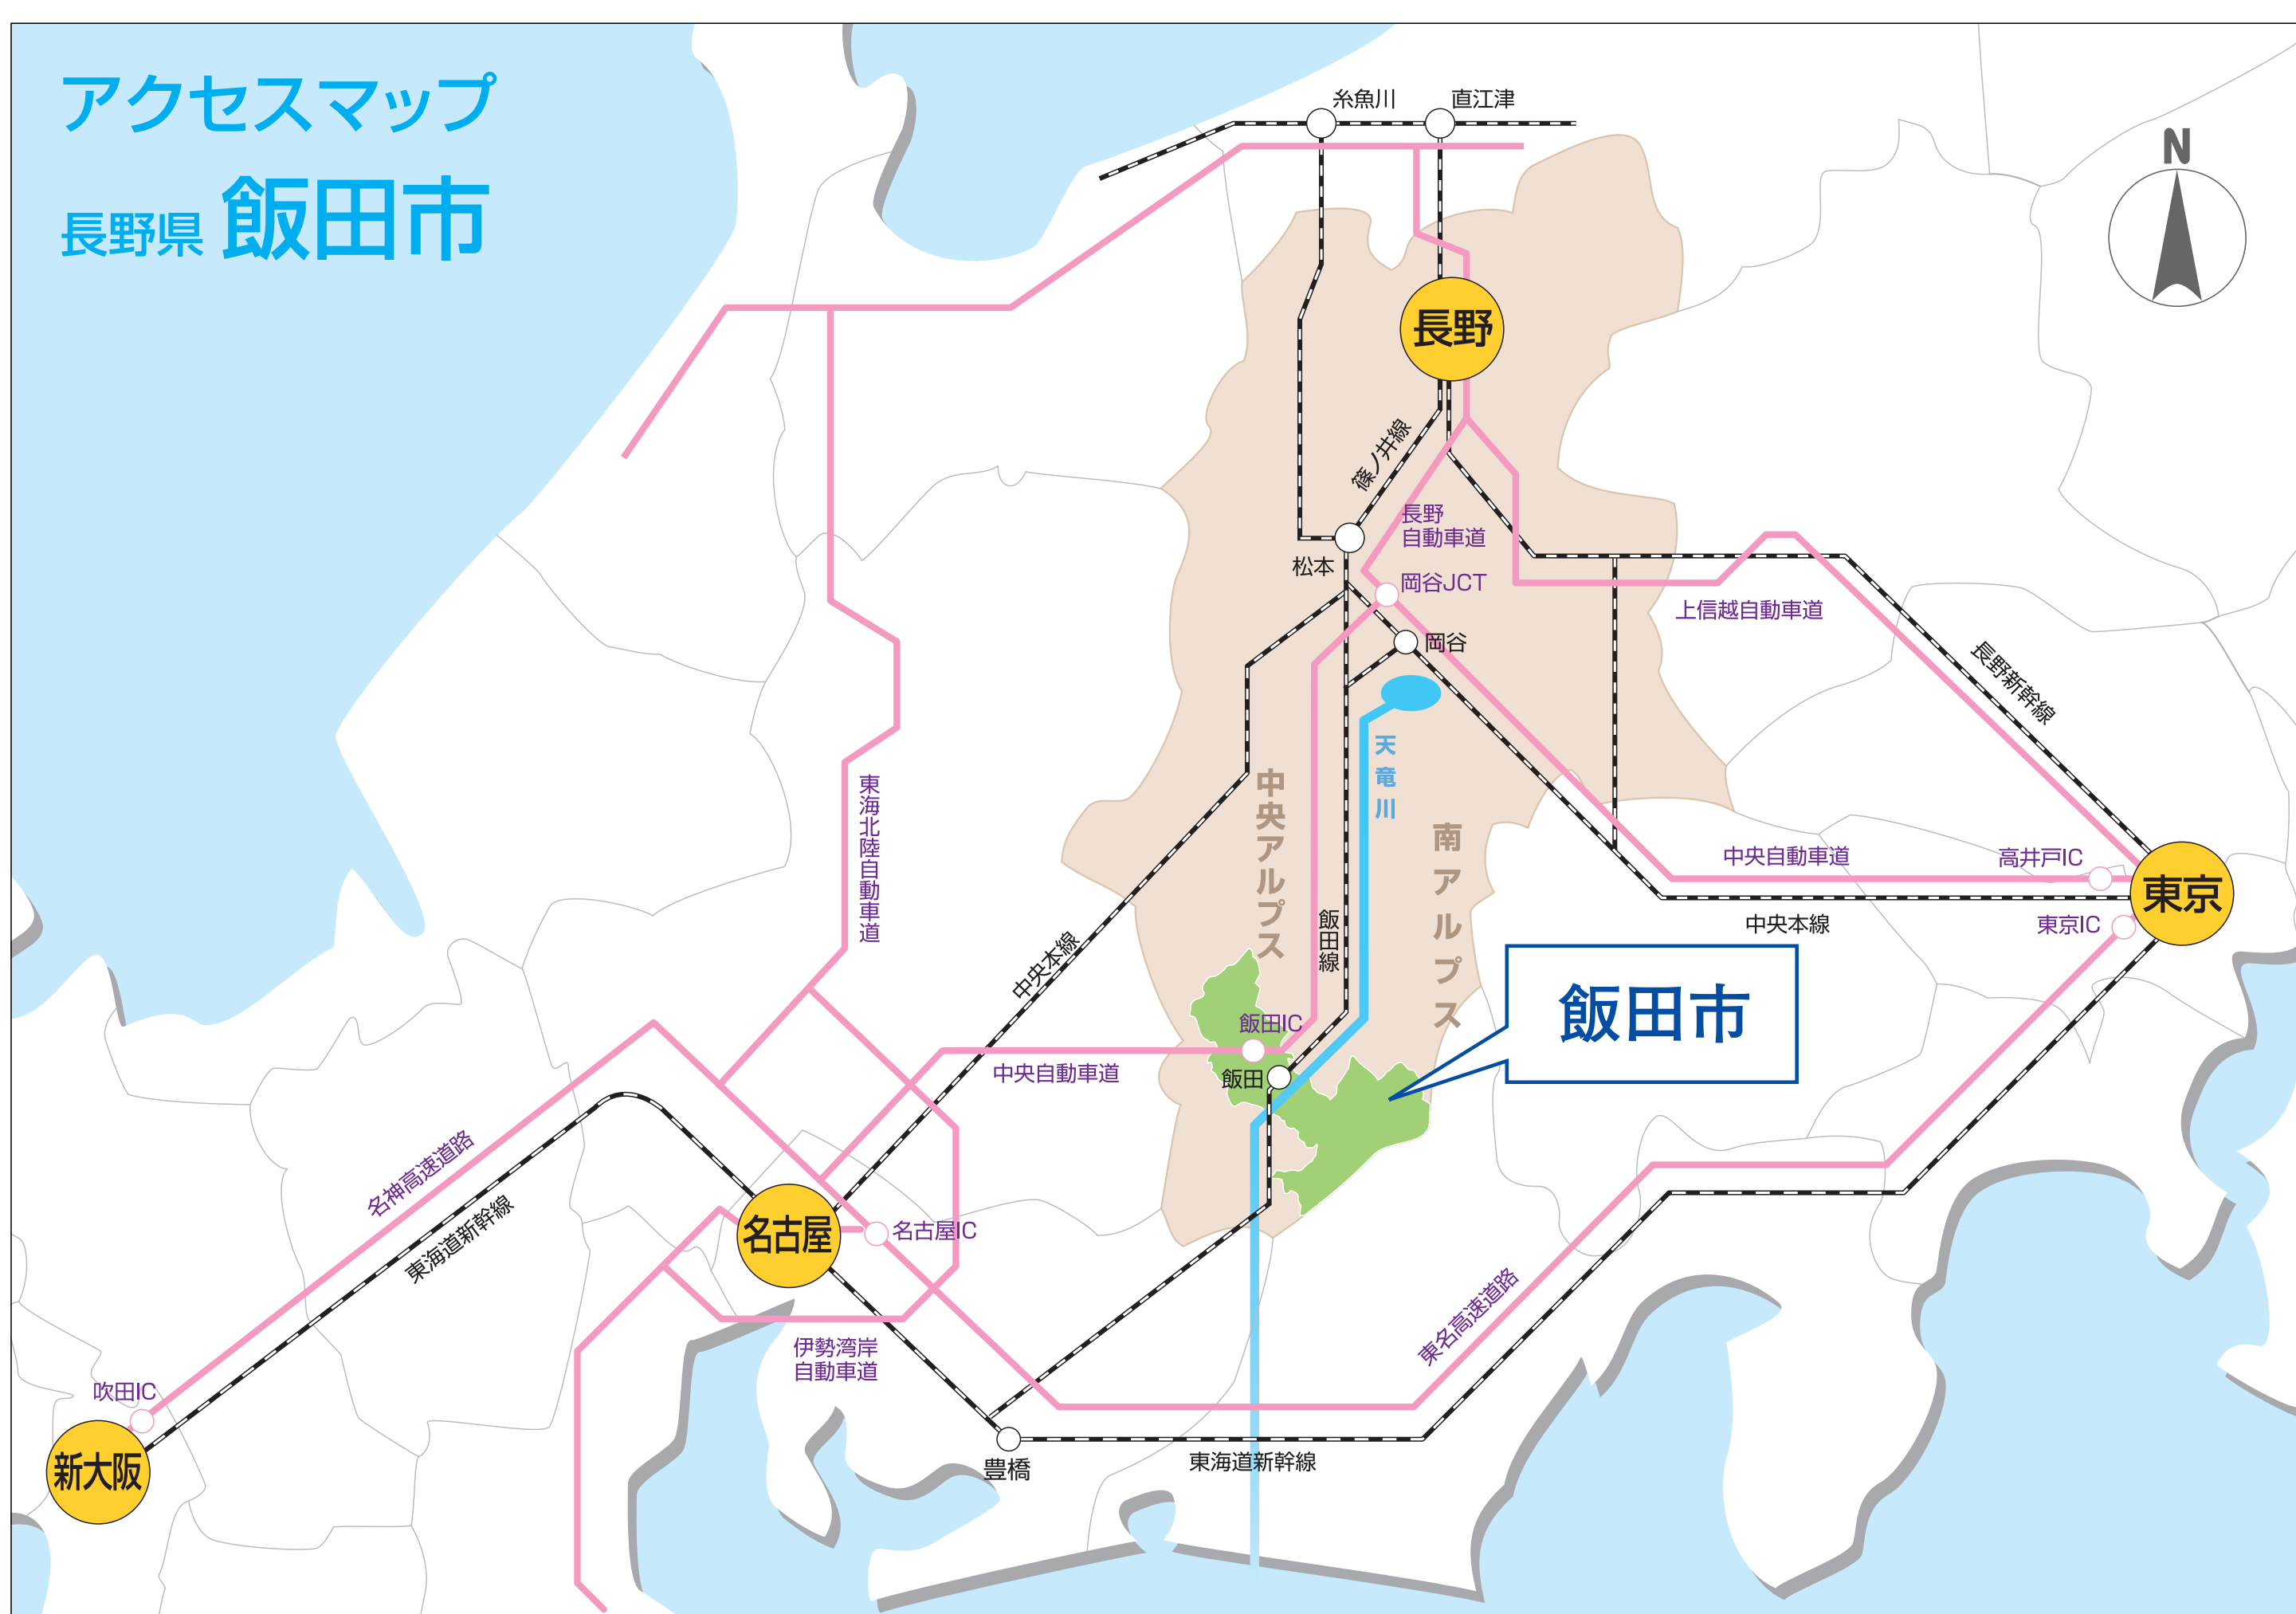 アクセスマップ
長野県 飯田市
糸魚川
直江津
N
長野
篠ノ井線
長野
自動車道
松本
岡谷JCT
上信越自動車道
岡谷
長野新幹線
天竜川
中央アルプス
東海北陸自動車道
南アルプス
中央自動車道
高井戸IC
東京
飯田線
中央本線
東京IC
中央本線
飯田市
飯田IC
中央自動車道
飯田
名神高速道路
東海道新幹線
名古屋
名古屋IC
東名高速道路
伊勢湾岸
自動車道
吹田IC
新大阪
豊橋
東海道新幹線